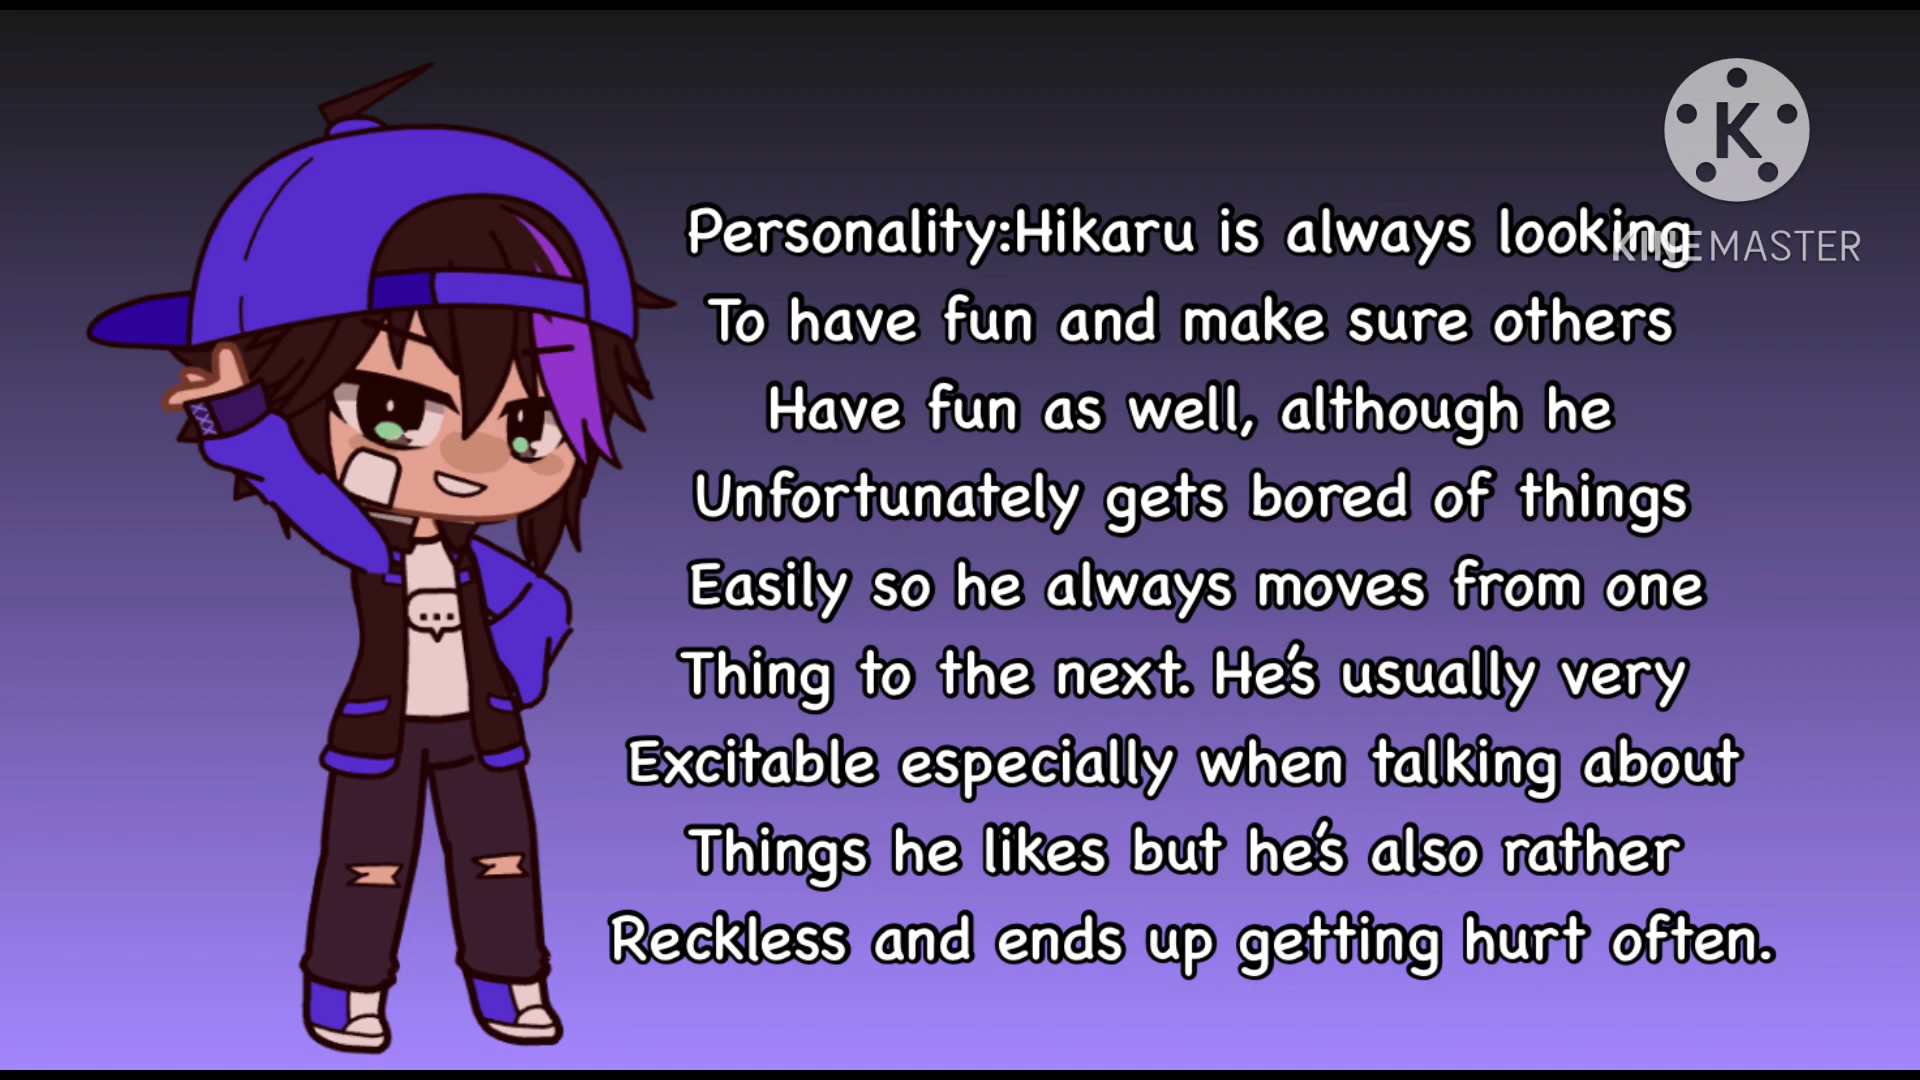 Personality:Hikaru is always looking
To have fun and make sure others
Have fun as well, although he
Unfortunately gets bored of things
Easily so he always moves from one
Thing to the next. He's usually very
Excitable especially when talking about
Things he likes but he's also rather
Reckless and ends up getting hurt often.
K
KINEMASTER
...
XXX